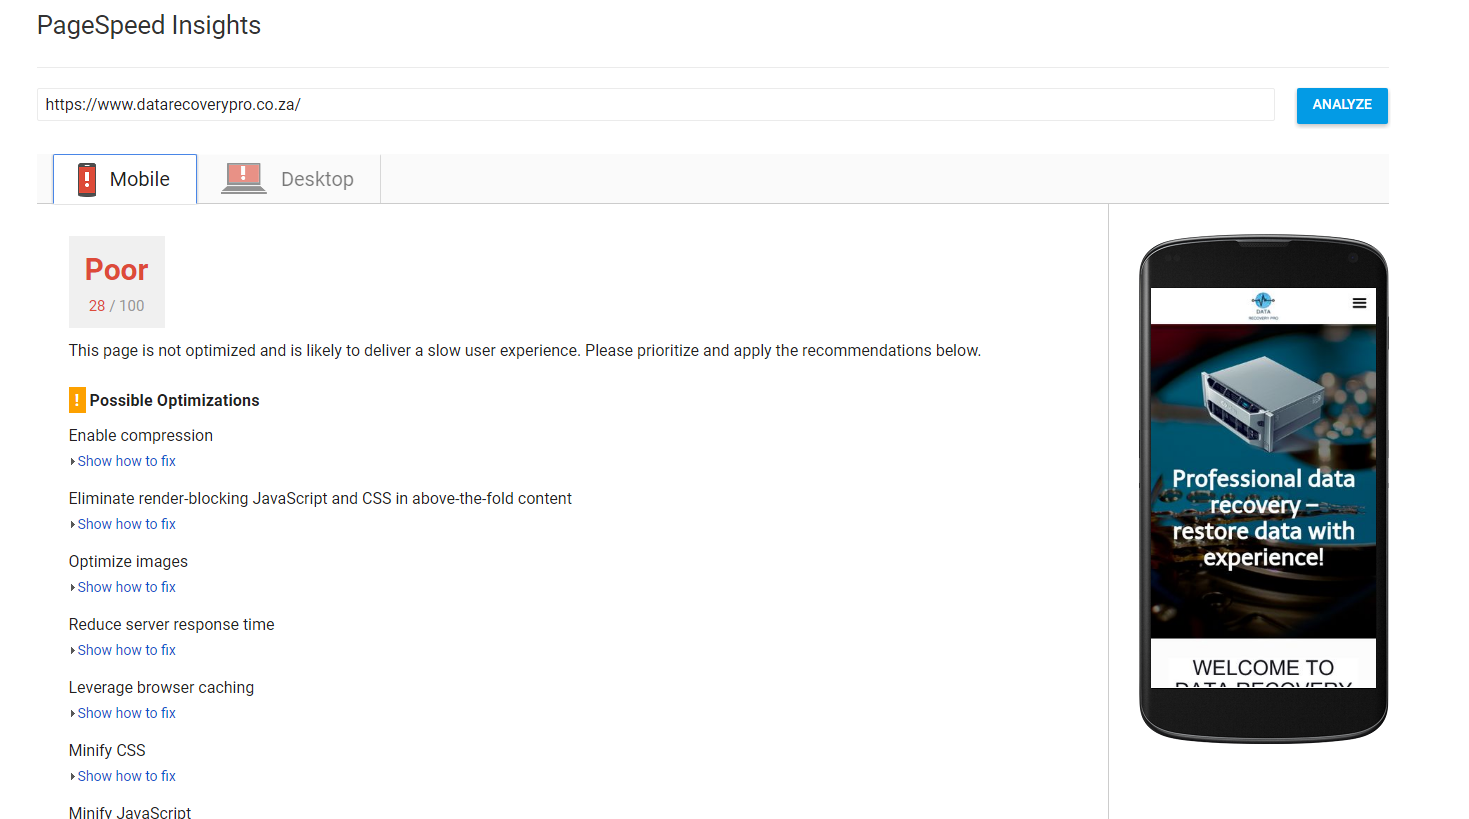 PageSpeed Insights
https://www.datarecoverypro.co.za/
ANALYZE
Mobile
Desktop
Poor
28 / 100
This page is not optimized and is likely to deliver a slow user experience. Please prioritize and apply the recommendations below.
! Possible Optimizations
Enable compression
Show how to fix
Eliminate render-blocking JavaScript and CSS in above-the-fold content
Show how to fix
Optimize images
Show how to fix
Reduce server response time
Show how to fix
Leverage browser caching
Show how to fix
Minify CSS
Show how to fix
Minify JavaScript
DATA
RECOVERY PRO
Professional data
recovery –
restore data with
experience!
WELCOME TO
DATA RECOVERY